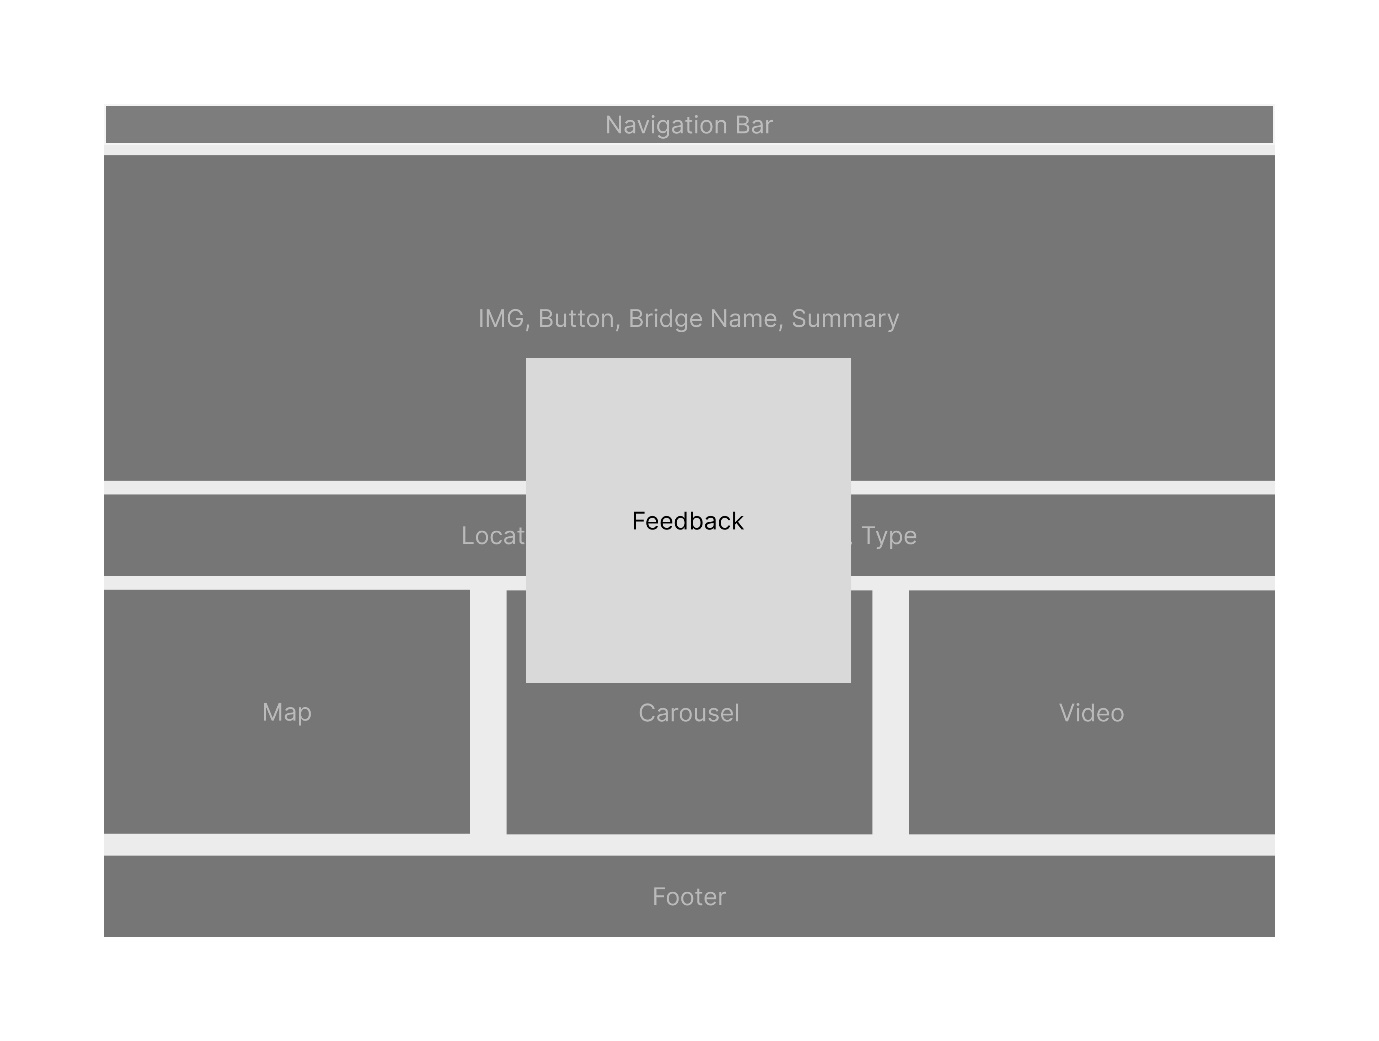 Navigation Bar
IMG, Button, Bridge Name, Summary
Feedback
Type
Map
Carousel
Video
Footer